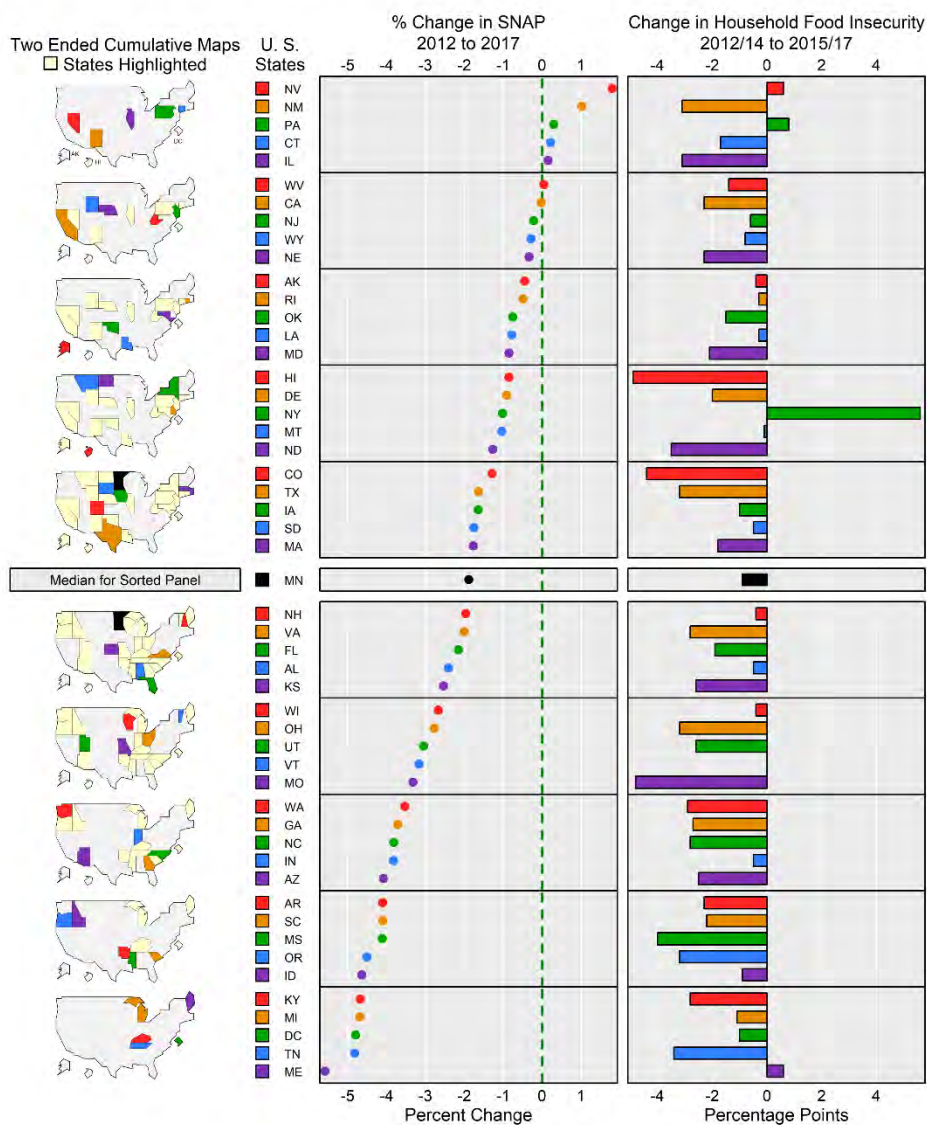 % Change in SNAP
2012 to 2017
Change in Household Food Insecurity
2012/14 to 2015/17
Two Ended Cumulative Maps
States Highlighted
U. S.
States
-5 -4 -3 -2 -1 0 1
-4 -2 0 2 4
NV
NM
PA
CT
IL
AK
HI
DC
WV
CA
NJ
WY
NE
AK
RI
OK
LA
MD
HI
DE
NY
MT
ND
CO
TX
IA
SD
MA
Median for Sorted Panel
MN
NH
VA
FL
AL
KS
WI
OH
UT
VT
MO
WA
GA
NC
IN
AZ
AR
SC
MS
OR
ID
KY
MI
DC
TN
ME
-5 -4 -3 -2 -1 0 1
Percent Change
-4 -2 0 2 4
Percentage Points